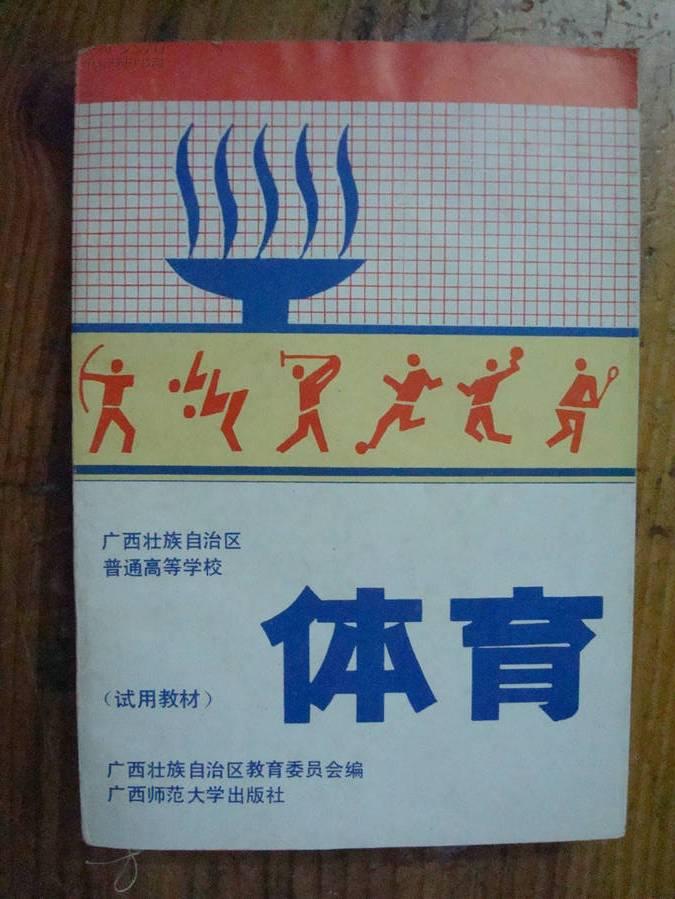 广西壮族自治区
普通高等学校
体育
（试用教材）
广西壮族自治区教育委员会编
广西师范大学出版社